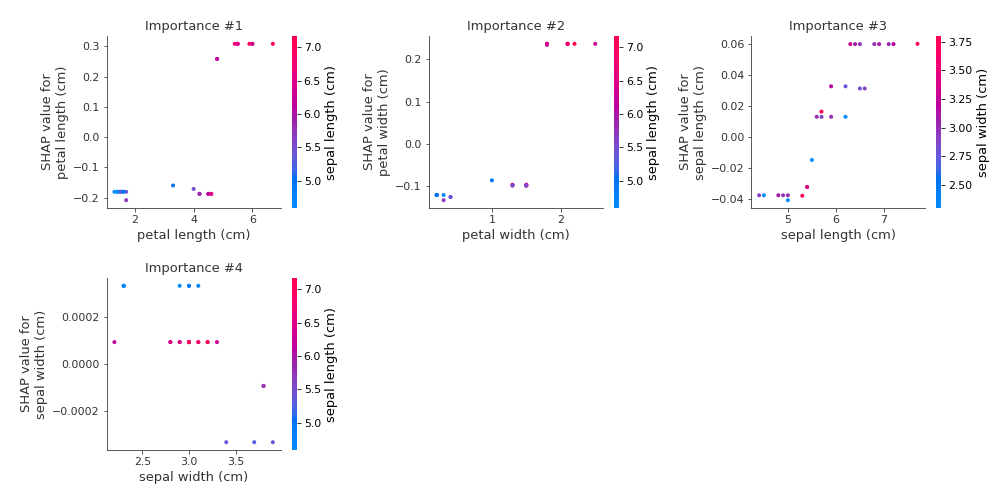 Importance #1
0.3
0.2
0.1
0.0
−0.1
−0.2
2
4
6
petal length (cm)
SHAP value for
petal length (cm)
7.0
6.5
6.0
5.5
5.0
sepal length (cm)
Importance #2
0.2
0.1
0.0
−0.1
1
2
petal width (cm)
SHAP value for
petal width (cm)
7.0
6.5
6.0
5.5
5.0
sepal length (cm)
Importance #3
0.06
0.04
0.02
0.00
−0.02
−0.04
5
6
7
sepal length (cm)
SHAP value for
sepal length (cm)
3.75
3.50
3.25
3.00
2.75
2.50
sepal width (cm)
Importance #4
0.0002
0.0000
−0.0002
2.5
3.0
3.5
sepal width (cm)
SHAP value for
sepal width (cm)
7.0
6.5
6.0
5.5
5.0
sepal length (cm)